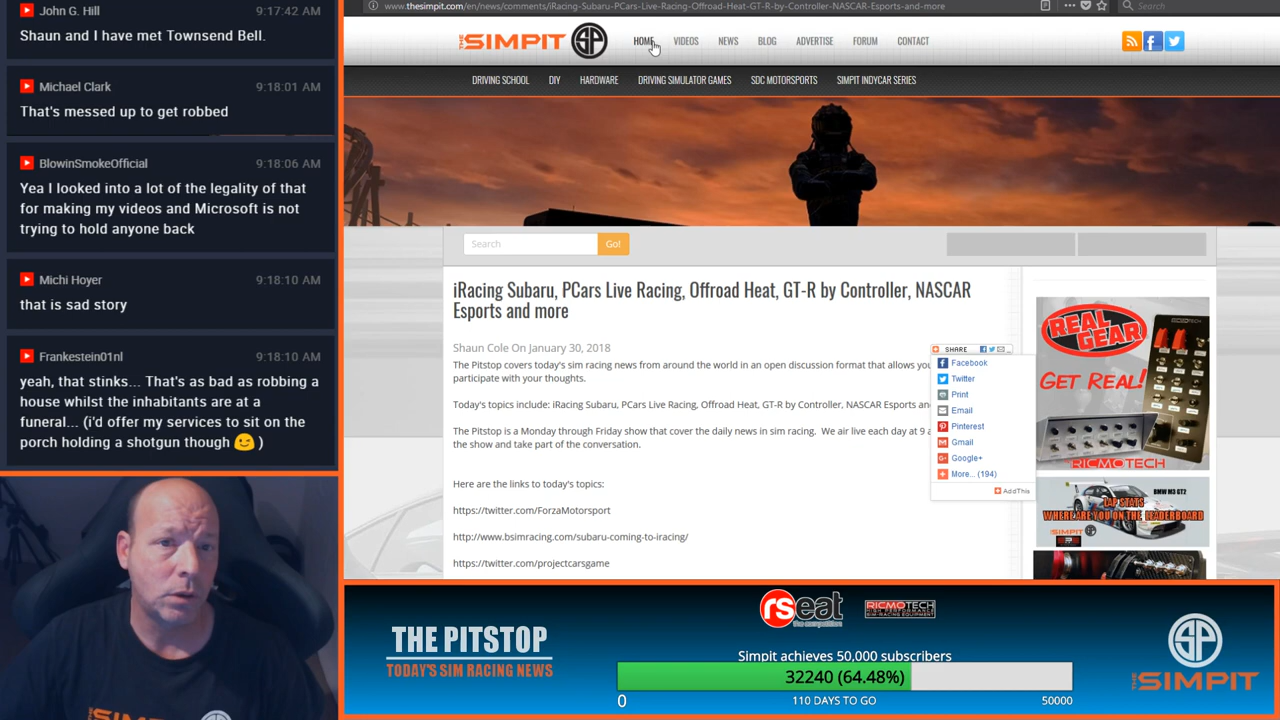 John G. Hill 9:17:42 AM
Shaun and I have met Townsend Bell.
Michael Clark 9:18:01 AM
That's messed up to get robbed
BlowinSmokeOfficial 9:18:06 AM
Yea I looked into a lot of the legality of that
for making my videos and Microsoft is not
trying to hold anyone back
Michi Hoyer 9:18:10 AM
that is sad story
Frankestein01nl 9:18:10 AM
yeah, that stinks... That's as bad as robbing a
house whilst the inhabitants are at a
funeral... (i'd offer my services to sit on the
porch holding a shotgun though 😉 )
www.thesimpit.com/en/news/comments/iRacing-Subaru-PCars-Live-Racing-Offroad-Heat-GT-R-by-Controller-NASCAR-Esports-and-more
Search
THE SIMPIT SP
HOME VIDEOS NEWS BLOG ADVERTISE FORUM CONTACT
DRIVING SCHOOL DIY HARDWARE DRIVING SIMULATOR GAMES SDC MOTORSPORTS SIMPIT INDYCAR SERIES
Search Go!
iRacing Subaru, PCars Live Racing, Offroad Heat, GT-R by Controller, NASCAR
Esports and more
Shaun Cole On January 30, 2018
The Pitstop covers today's sim racing news from around the world in an open discussion format that allows you
participate with your thoughts.
Today's topics include: iRacing Subaru, PCars Live Racing, Offroad Heat, GT-R by Controller, NASCAR Esports an
The Pitstop is a Monday through Friday show that cover the daily news in sim racing. We air live each day at 9 a
the show and take part of the conversation.
Here are the links to today's topics:
https://twitter.com/ForzaMotorsport
http://www.bsimracing.com/subaru-coming-to-iracing/
https://twitter.com/projectcarsgame
SHARE
Facebook
Twitter
Print
Email
Pinterest
Gmail
Google+
More... (194)
AddThis
REAL
GEAR
GET REAL!
RICMOTECH
BMW M3 GT2
LAP STATS
WHERE ARE YOU ON THE LEADERBOARD
SIMPIT
THE PITSTOP
TODAY'S SIM RACING NEWS
rseat
RICMOTECH
Simpit achieves 50,000 subscribers
32240 (64.48%)
0 110 DAYS TO GO 50000
SP
THE SIMPIT
SIMPIT